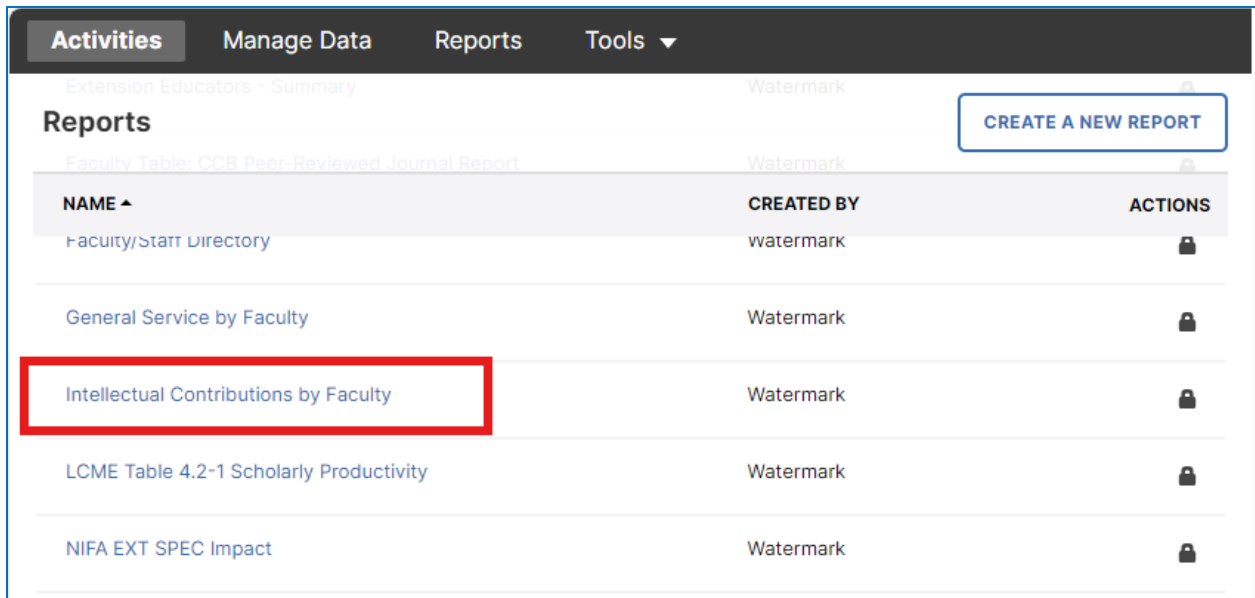 Activities Manage Data Reports Tools
Extension Educators - Summary Watermark
Reports CREATE A NEW REPORT
Faculty Table: CCB Peer-Reviewed Journal Report Watermark
NAME CREATED BY ACTIONS
Faculty/Staff Directory Watermark
General Service by Faculty Watermark
Intellectual Contributions by Faculty Watermark
LCME Table 4.2-1 Scholarly Productivity Watermark
NIFA EXT SPEC Impact Watermark